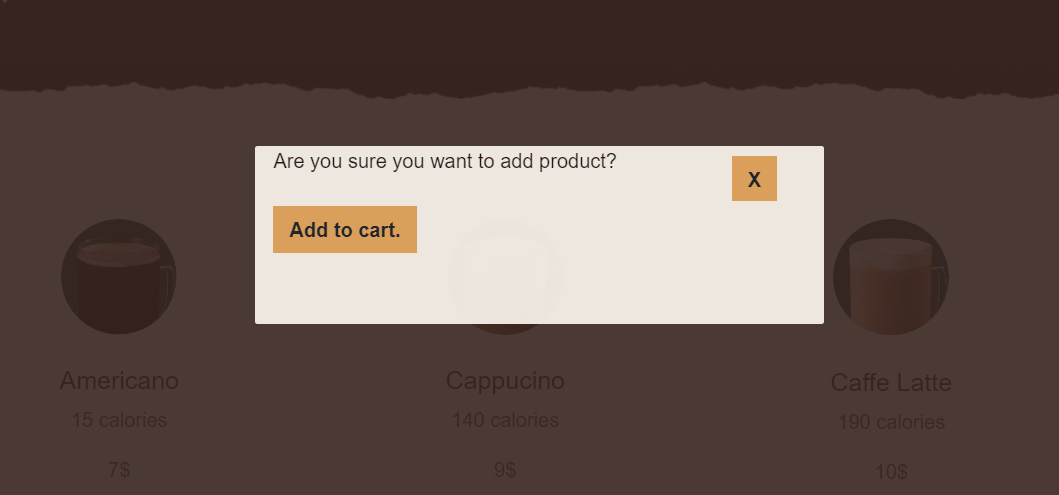 Are you sure you want to add product?
X
Add to cart.
Americano
Cappucino
Caffe Latte
15 calories
140 calories
190 calories
7$
9$
10$